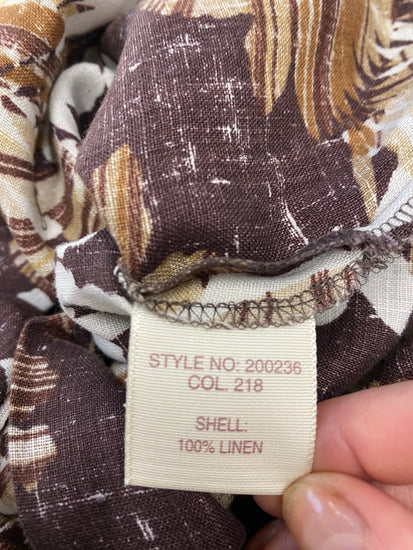 STYLE NO: 200236
COL. 218
SHELL:
100% LINEN